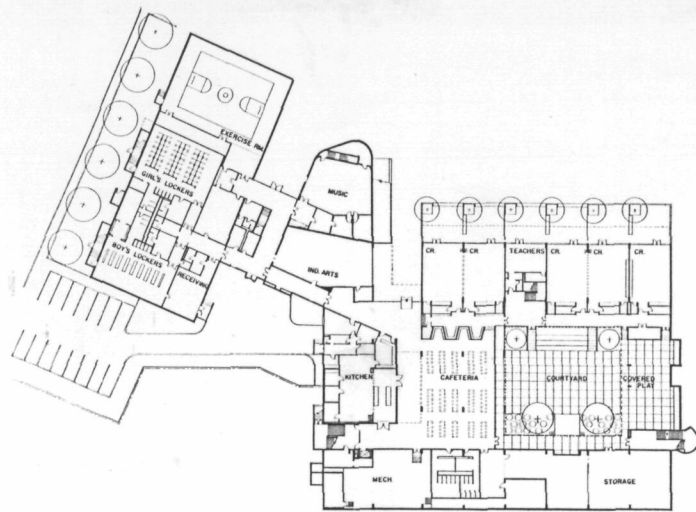 EXERCISE RM.
GIRL'S LOCKERS
MUSIC
BOY'S LOCKERS
RECEIVING
IND. ARTS
CR.
CR.
TEACHERS
CR.
CR.
CR.
KITCHEN
CAFETERIA
COURTYARD
COVERED
PLAY
MECH.
STORAGE